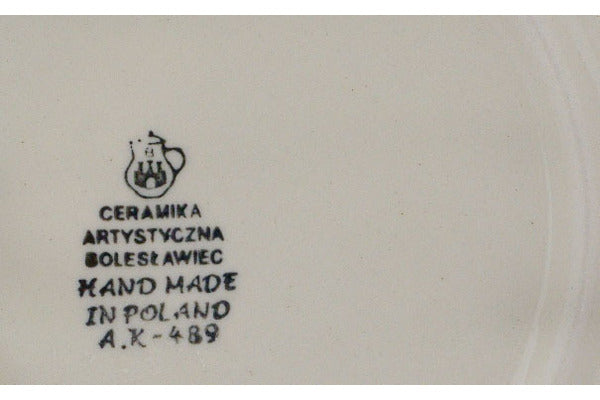 B
CERAMIKA
ARTYSTYCZNA
BOLESŁAWIEC
HAND MADE
IN POLAND
A.K-489